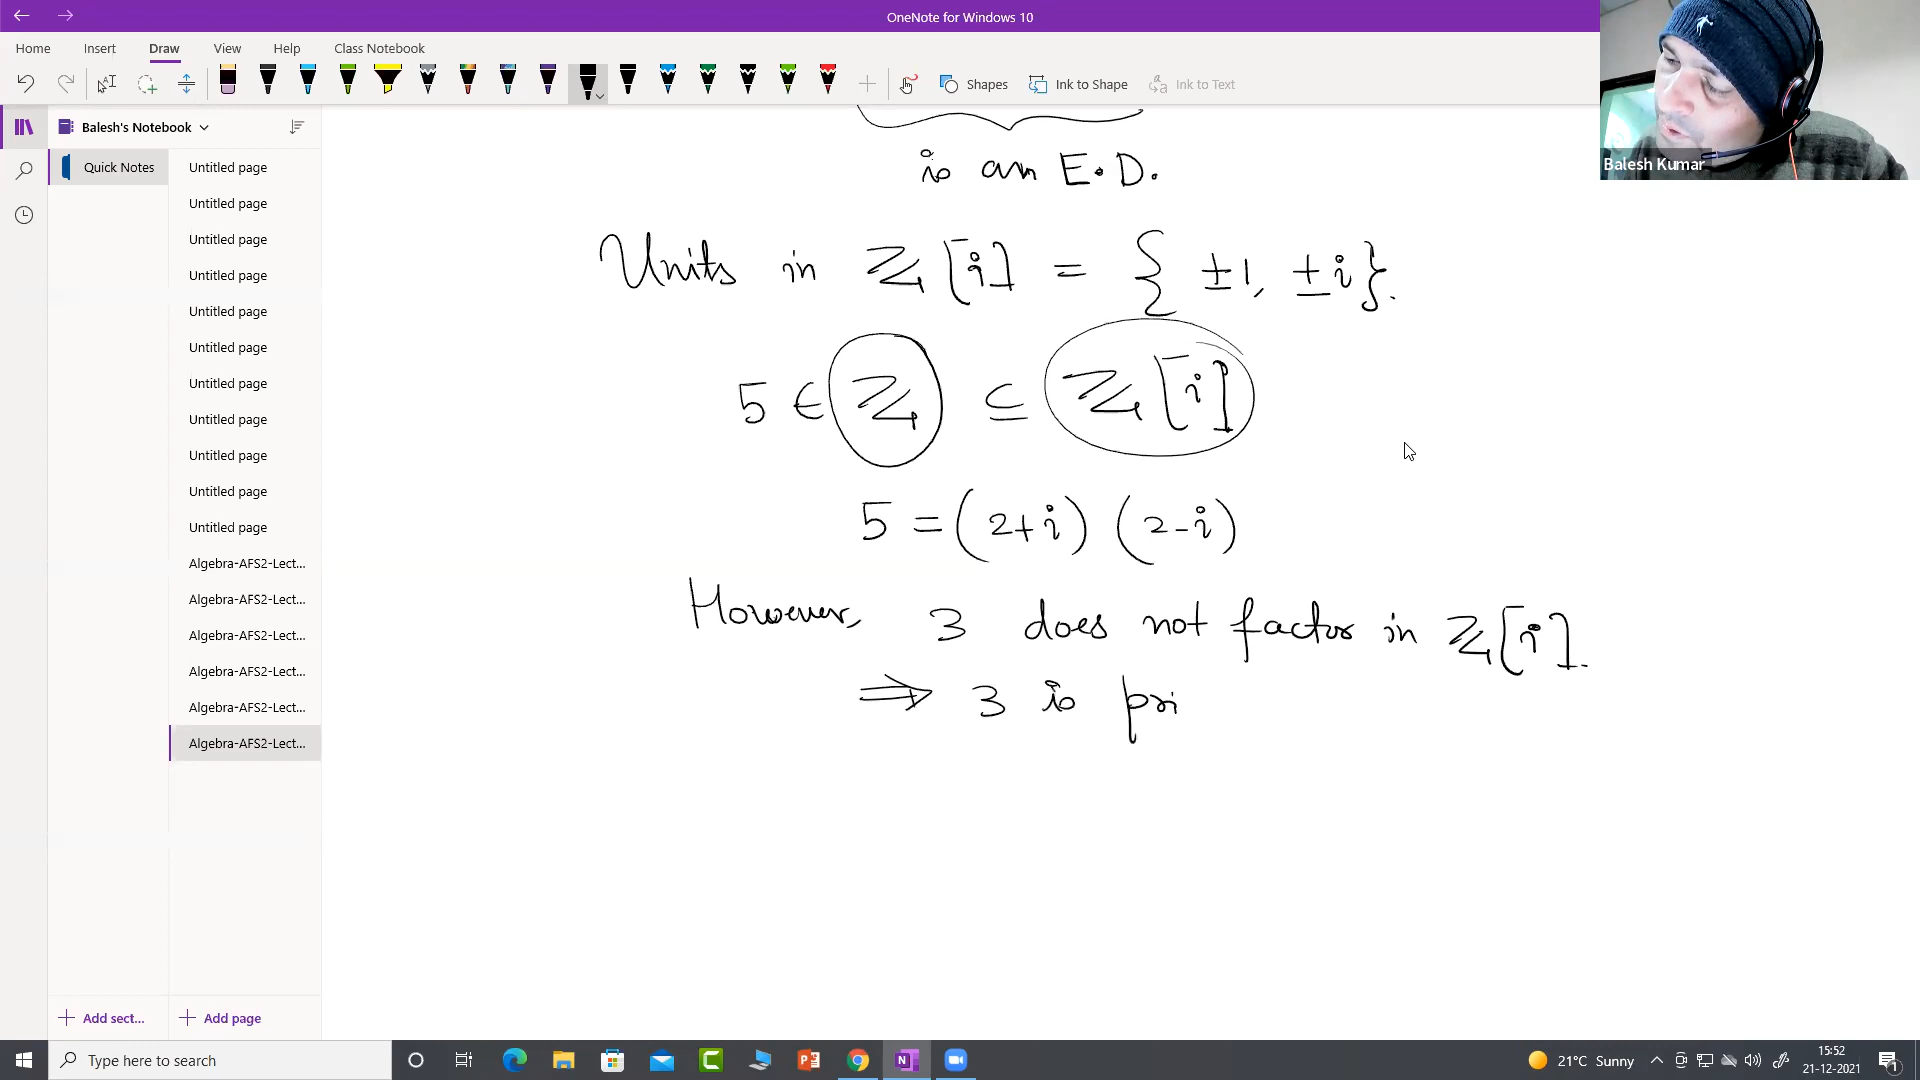 OneNote for Windows 10
Home Insert Draw View Help Class Notebook
Shapes Ink to Shape Ink to Text
Balesh Kumar
Balesh's Notebook
Quick Notes
Untitled page
Untitled page
Untitled page
Untitled page
Untitled page
Untitled page
Untitled page
Untitled page
Untitled page
Untitled page
Untitled page
Algebra-AFS2-Lect...
Algebra-AFS2-Lect...
Algebra-AFS2-Lect...
Algebra-AFS2-Lect...
Algebra-AFS2-Lect...
Algebra-AFS2-Lect...
is an E.D.
Units in ℤ[i] = { ±1, ±i}.
5 ∈ ℤ ⊆ ℤ[i]
5 = (2+i) (2-i)
However, 3 does not factor in ℤ[i].
⇒ 3 is pri
Add sect... Add page
Type here to search
21°C Sunny
15:52
21-12-2021
1